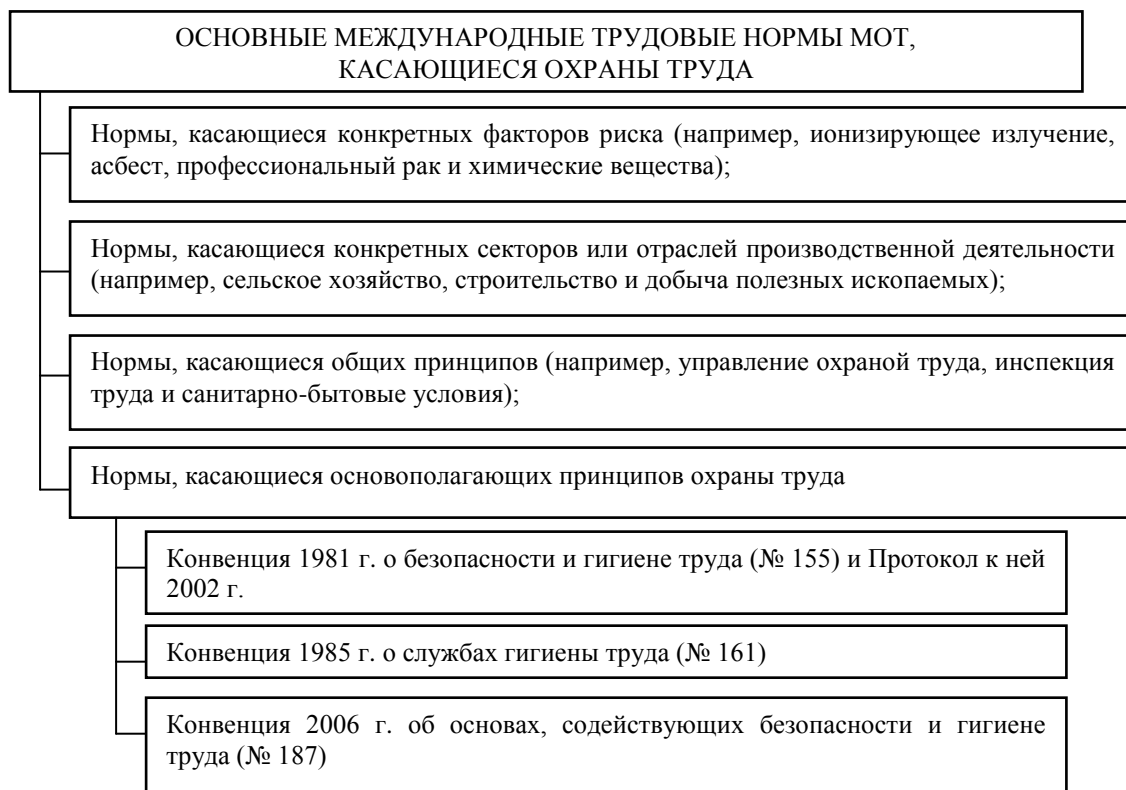 ОСНОВНЫЕ МЕЖДУНАРОДНЫЕ ТРУДОВЫЕ НОРМЫ МОТ,
КАСАЮЩИЕСЯ ОХРАНЫ ТРУДА
Нормы, касающиеся конкретных факторов риска (например, ионизирующее излучение,
асбест, профессиональный рак и химические вещества);
Нормы, касающиеся конкретных секторов или отраслей производственной деятельности
(например, сельское хозяйство, строительство и добыча полезных ископаемых);
Нормы, касающиеся общих принципов (например, управление охраной труда, инспекция
труда и санитарно-бытовые условия);
Нормы, касающиеся основополагающих принципов охраны труда
Конвенция 1981 г. о безопасности и гигиене труда (№ 155) и Протокол к ней
2002 г.
Конвенция 1985 г. о службах гигиены труда (№ 161)
Конвенция 2006 г. об основах, содействующих безопасности и гигиене
труда (№ 187)